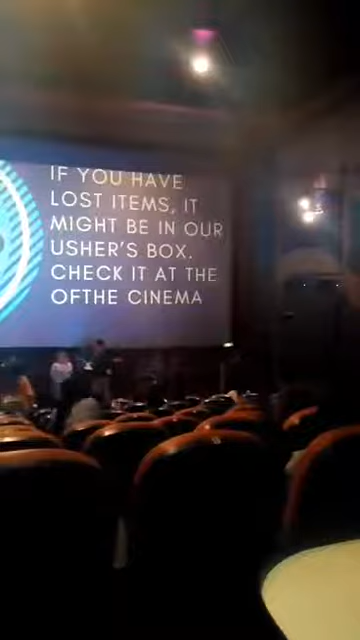 IF YOU HAVE
LOST ITEMS, IT
MIGHT BE IN OUR
USHER'S BOX.
CHECK IT AT THE
OFTHE CINEMA